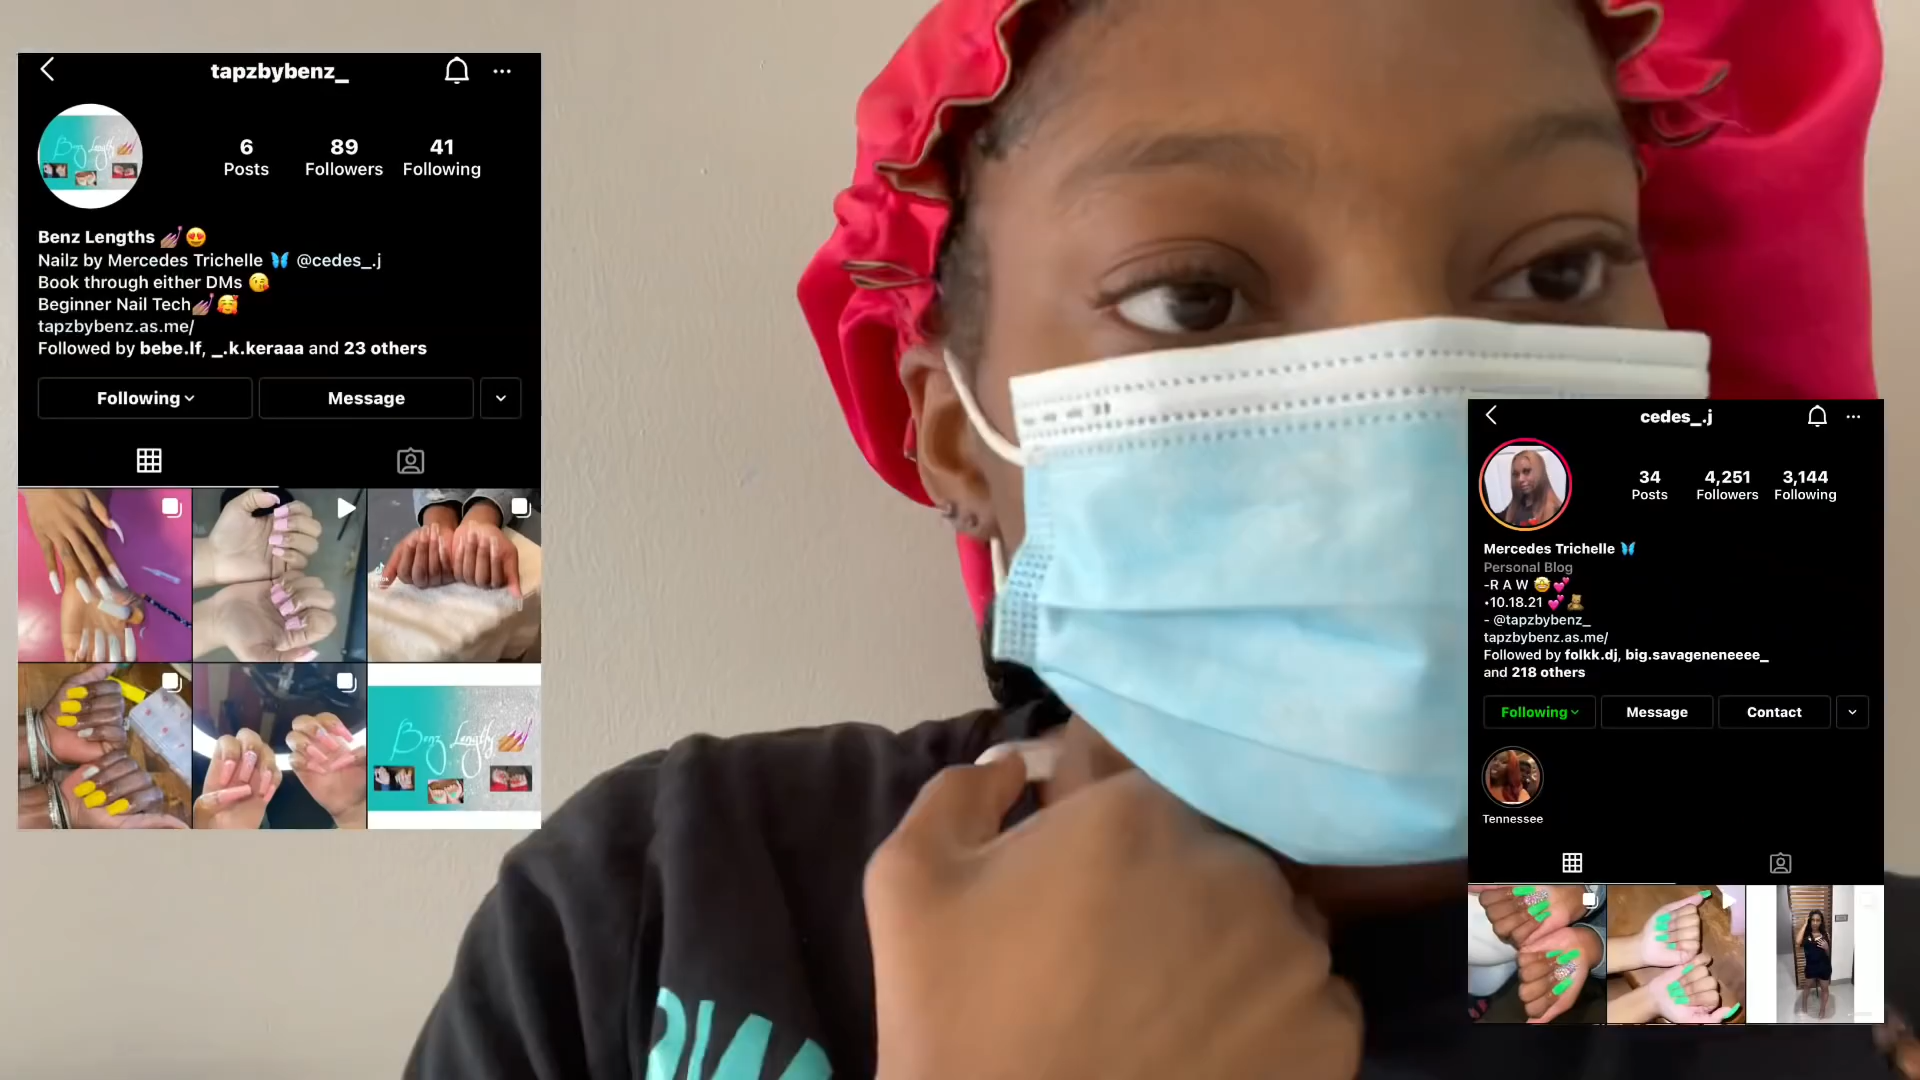 tapzbybenz_
6 89 41
Posts Followers Following
Benz Lengths 💅😍
Nailz by Mercedes Trichelle 🦋 @cedes_.j
Book through either DMs 😘
Beginner Nail Tech💅🥰
tapzbybenz.as.me/
Followed by bebe.lf, _.k.keraaa and 23 others
Following Message
Benz Lengths
cedes_.j
34 4,251 3,144
Posts Followers Following
Mercedes Trichelle 🦋
Personal Blog
-R A W 🤩💕
•10.18.21 💕🧸
- @tapzbybenz_
tapzbybenz.as.me/
Followed by folkk.dj, big.savageneneeee_
and 218 others
Following Message Contact
Tennessee